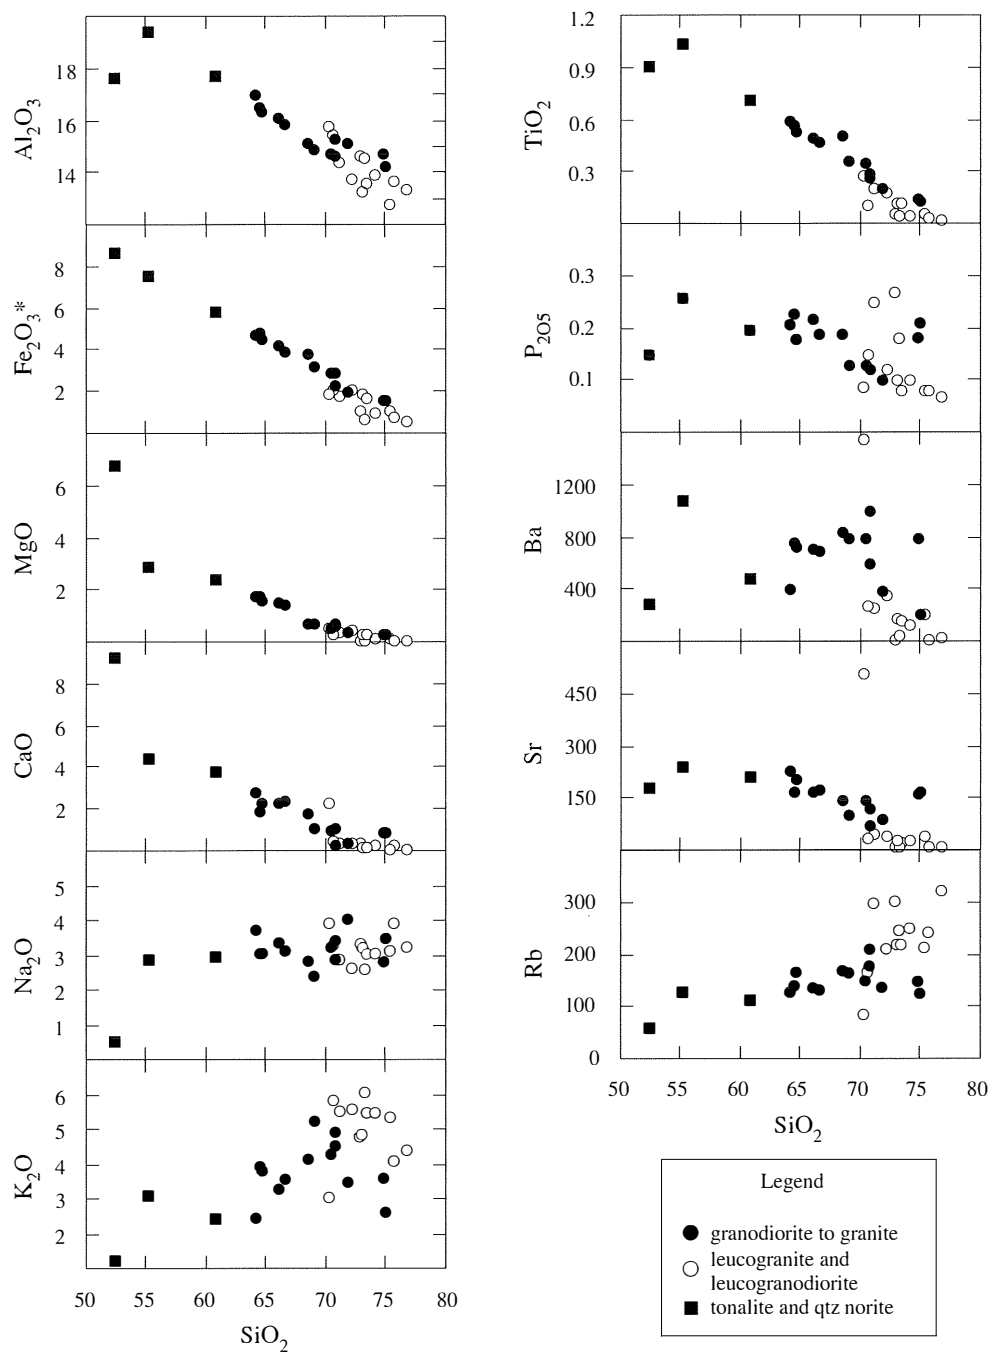 Al2O3
18
16
14
Fe2O3*
8
6
4
2
MgO
6
4
2
CaO
8
6
4
2
Na2O
5
4
3
2
1
K2O
6
5
4
3
2
50 55 60 65 70 75 80
SiO2
TiO2
1.2
0.9
0.6
0.3
P2O5
0.3
0.2
0.1
Ba
1200
800
400
Sr
450
300
150
Rb
300
200
100
0
50 55 60 65 70 75 80
SiO2
Legend
granodiorite to granite
leucogranite and
leucogranodiorite
tonalite and qtz norite